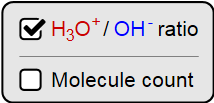 H₃O⁺ / OH⁻ ratio
Molecule count